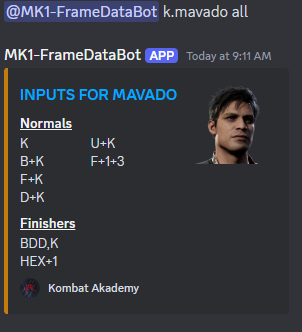 @MK1-FrameDataBot k.mavado all
MK1-FrameDataBot APP Today at 9:11 AM
INPUTS FOR MAVADO
Normals
K U+K
B+K F+1+3
F+K
D+K
Finishers
BDD,K
HEX+1
Kombat Akademy